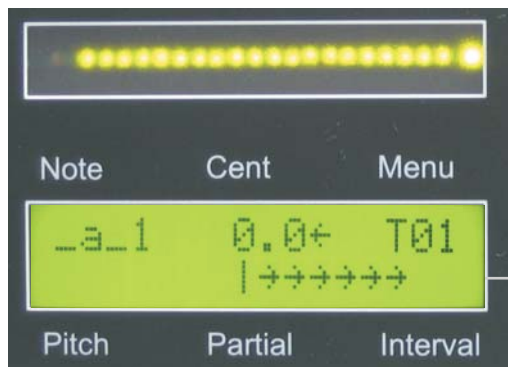 Note Cent Menu
_a_1 0.0← T01
|→→→→→→
Pitch Partial Interval